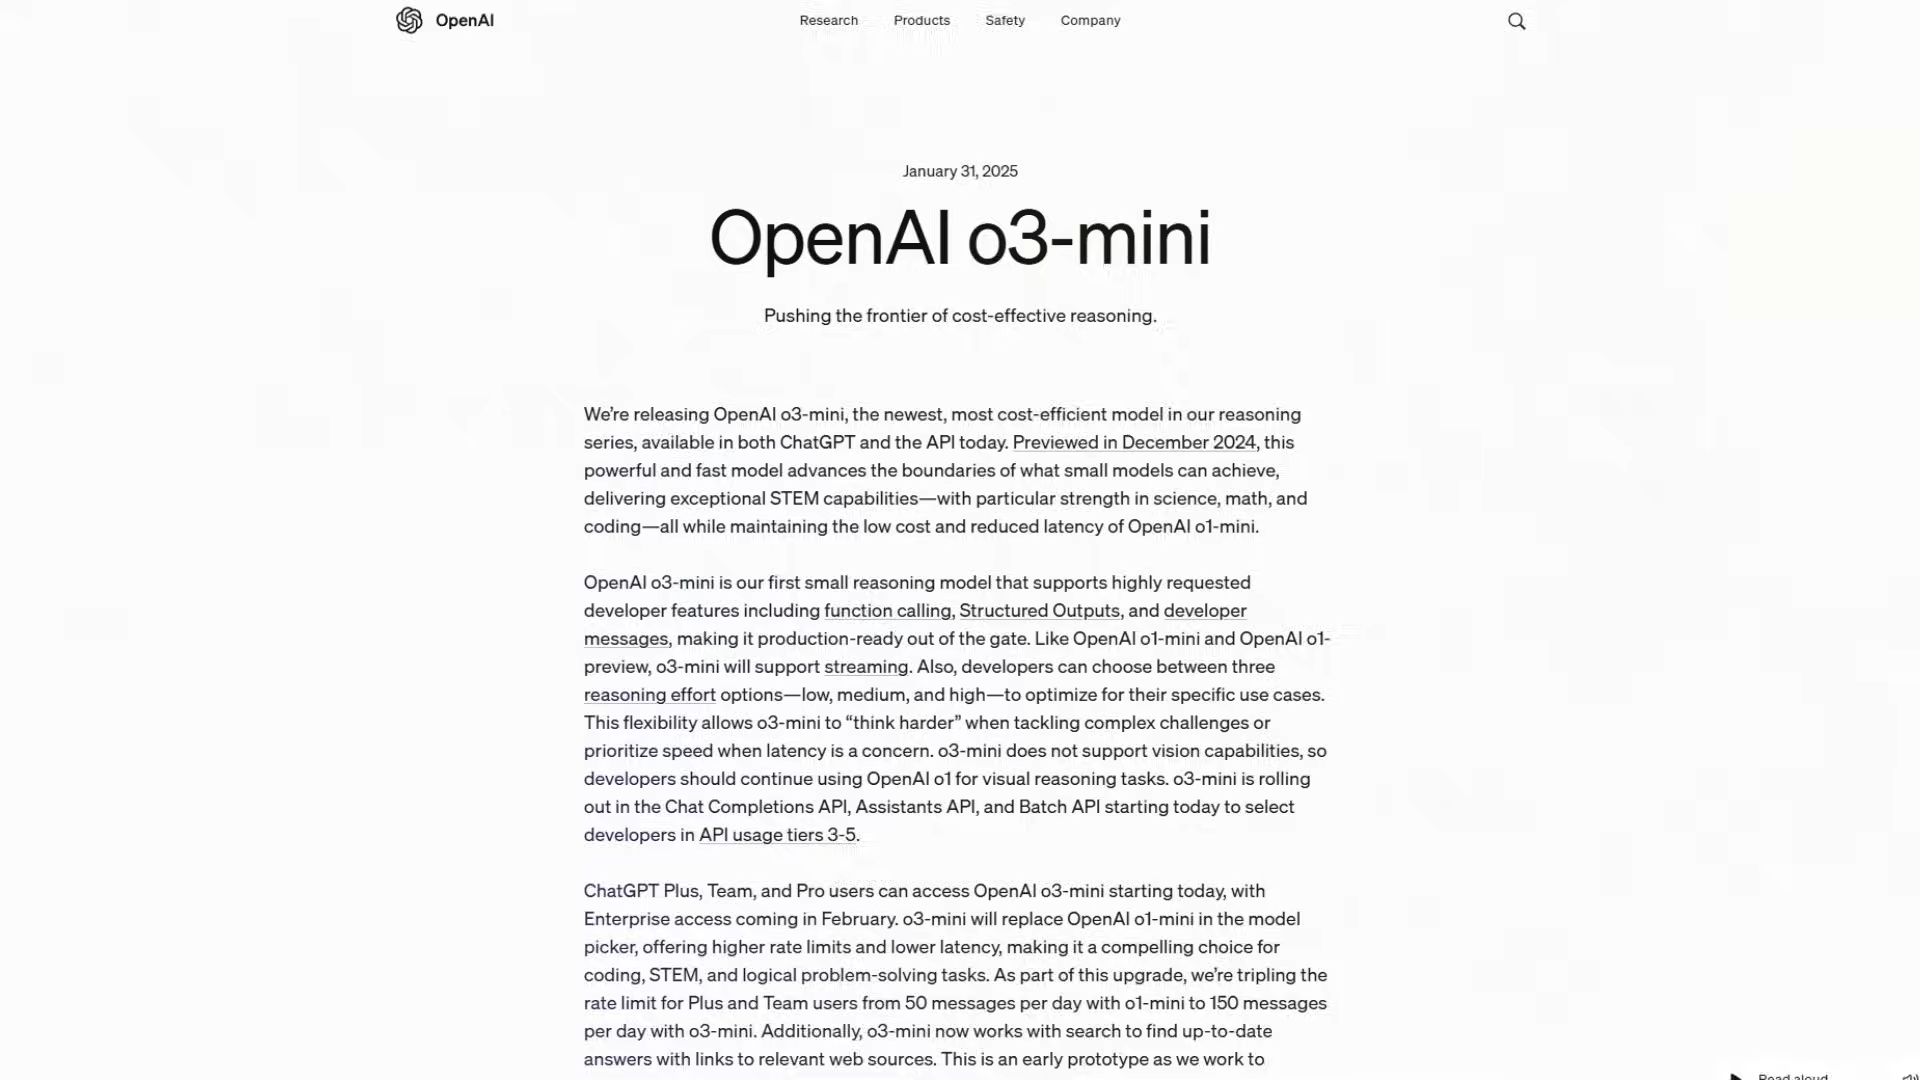 OpenAI
Research
Products
Safety
Company
January 31, 2025
OpenAI o3-mini
Pushing the frontier of cost-effective reasoning.
We’re releasing OpenAI o3-mini, the newest, most cost-efficient model in our reasoning
series, available in both ChatGPT and the API today. Previewed in December 2024, this
powerful and fast model advances the boundaries of what small models can achieve,
delivering exceptional STEM capabilities—with particular strength in science, math, and
coding—all while maintaining the low cost and reduced latency of OpenAI o1-mini.
OpenAI o3-mini is our first small reasoning model that supports highly requested
developer features including function calling, Structured Outputs, and developer
messages, making it production-ready out of the gate. Like OpenAI o1-mini and OpenAI o1-
preview, o3-mini will support streaming. Also, developers can choose between three
reasoning effort options—low, medium, and high—to optimize for their specific use cases.
This flexibility allows o3-mini to “think harder” when tackling complex challenges or
prioritize speed when latency is a concern. o3-mini does not support vision capabilities, so
developers should continue using OpenAI o1 for visual reasoning tasks. o3-mini is rolling
out in the Chat Completions API, Assistants API, and Batch API starting today to select
developers in API usage tiers 3-5.
ChatGPT Plus, Team, and Pro users can access OpenAI o3-mini starting today, with
Enterprise access coming in February. o3-mini will replace OpenAI o1-mini in the model
picker, offering higher rate limits and lower latency, making it a compelling choice for
coding, STEM, and logical problem-solving tasks. As part of this upgrade, we’re tripling the
rate limit for Plus and Team users from 50 messages per day with o1-mini to 150 messages
per day with o3-mini. Additionally, o3-mini now works with search to find up-to-date
answers with links to relevant web sources. This is an early prototype as we work to
Read aloud